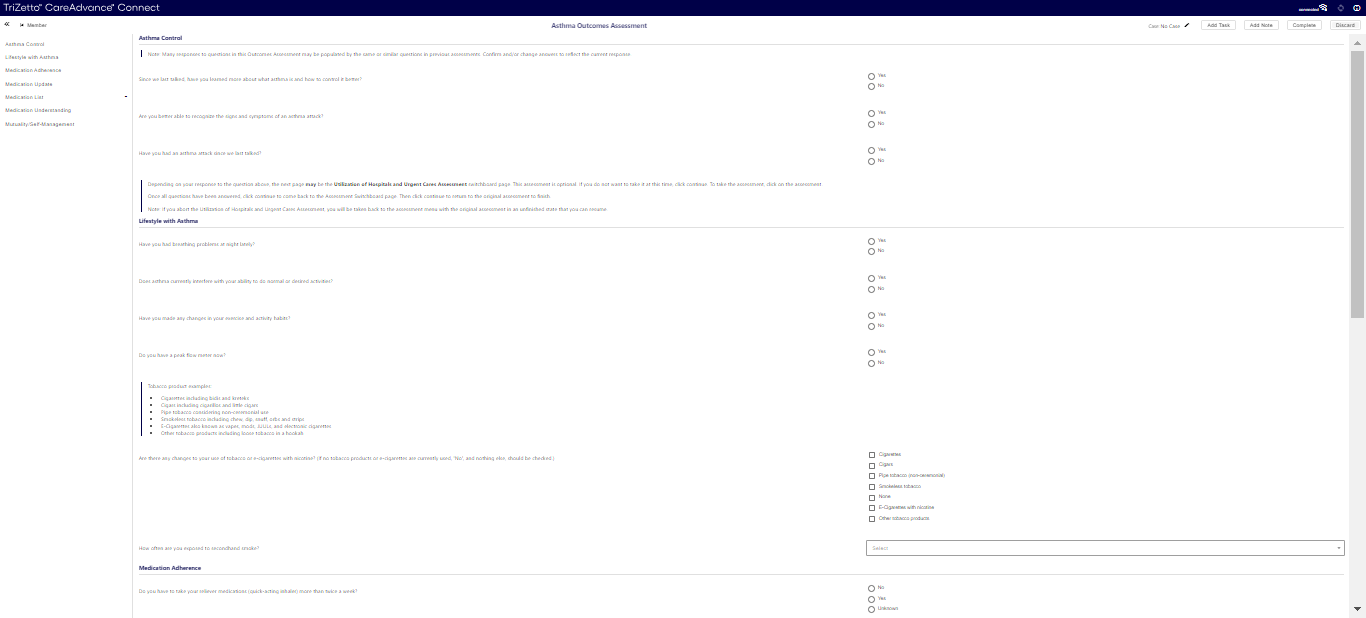 TriZetto® CareAdvance® Connect
connected
Member
Asthma Outcomes Assessment
Case: No Case
Add Task
Add Note
Complete
Discard
Asthma Control
Lifestyle with Asthma
Medication Adherence
Medication Update
Medication List
Medication Understanding
Mutuality/Self-Management
Asthma Control
Note: Many responses to questions in this Outcomes Assessment may be populated by the same or similar questions in previous assessments. Confirm and/or change answers to reflect the current response.
Since we last talked, have you learned more about what asthma is and how to control it better?
Yes
No
Are you better able to recognize the signs and symptoms of an asthma attack?
Yes
No
Have you had an asthma attack since we last talked?
Yes
No
Depending on your response to the question above, the next page may be the Utilization of Hospitals and Urgent Cares Assessment switchboard page. This assessment is optional. If you do not want to take it at this time, click continue. To take the assessment, click on the assessment.
Once all questions have been answered, click continue to come back to the Assessment Switchboard page. Then click continue to return to the original assessment to finish.
Note: If you abort the Utilization of Hospitals and Urgent Cares Assessment, you will be taken back to the assessment menu with the original assessment in an unfinished state that you can resume.
Lifestyle with Asthma
Have you had breathing problems at night lately?
Yes
No
Does asthma currently interfere with your ability to do normal or desired activities?
Yes
No
Have you made any changes in your exercise and activity habits?
Yes
No
Do you have a peak flow meter now?
Yes
No
Tobacco product examples:
• Cigarettes including bidis and kreteks
• Cigars including cigarillos and little cigars
• Pipe tobacco considering non-ceremonial use
• Smokeless tobacco including chew, dip, snuff, orbs and strips
• E-Cigarettes also known as vapes, mods, JUULs, and electronic cigarettes
• Other tobacco products including loose tobacco in a hookah
Are there any changes to your use of tobacco or e-cigarettes with nicotine? (If no tobacco products or e-cigarettes are currently used, "No", and nothing else, should be checked.)
Cigarettes
Cigars
Pipe tobacco (non-ceremonial)
Smokeless tobacco
None
E-Cigarettes with nicotine
Other tobacco products
How often are you exposed to secondhand smoke?
Select
Medication Adherence
Do you have to take your reliever medications (quick-acting inhaler) more than twice a week?
No
Yes
Unknown